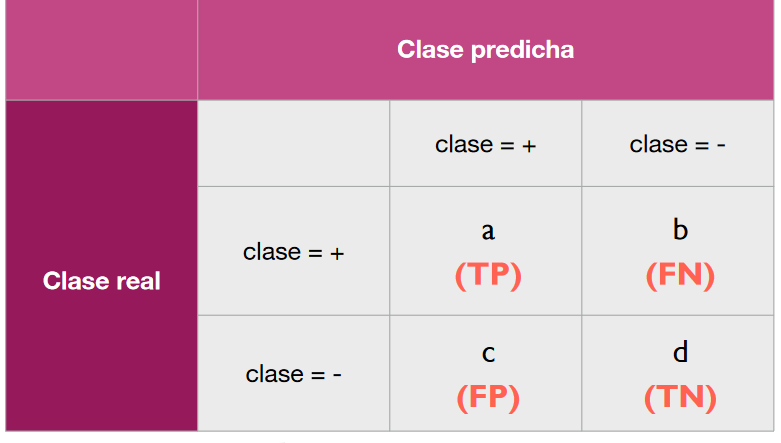 Clase predicha
clase = +
clase = -
Clase real
clase = +
a
(TP)
b
(FN)
clase = -
c
(FP)
d
(TN)